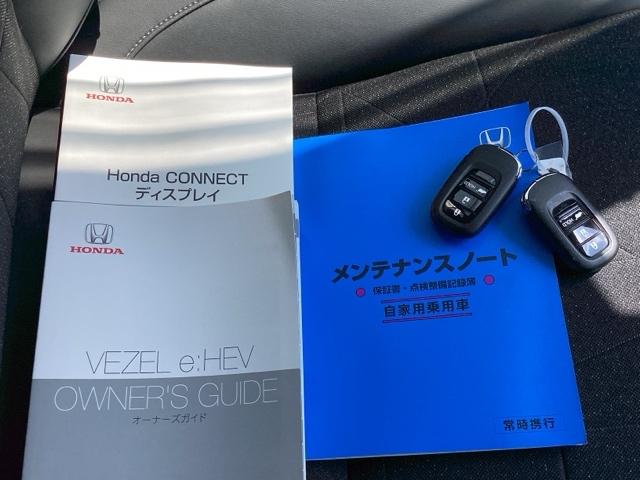 HONDA
Honda CONNECT
ディスプレイ
HONDA
VEZEL e:HEV
OWNER'S GUIDE
オーナーズガイド
メンテナンスノート
保証書・点検整備記録簿
自家用乗用車
常時携行
HOLD